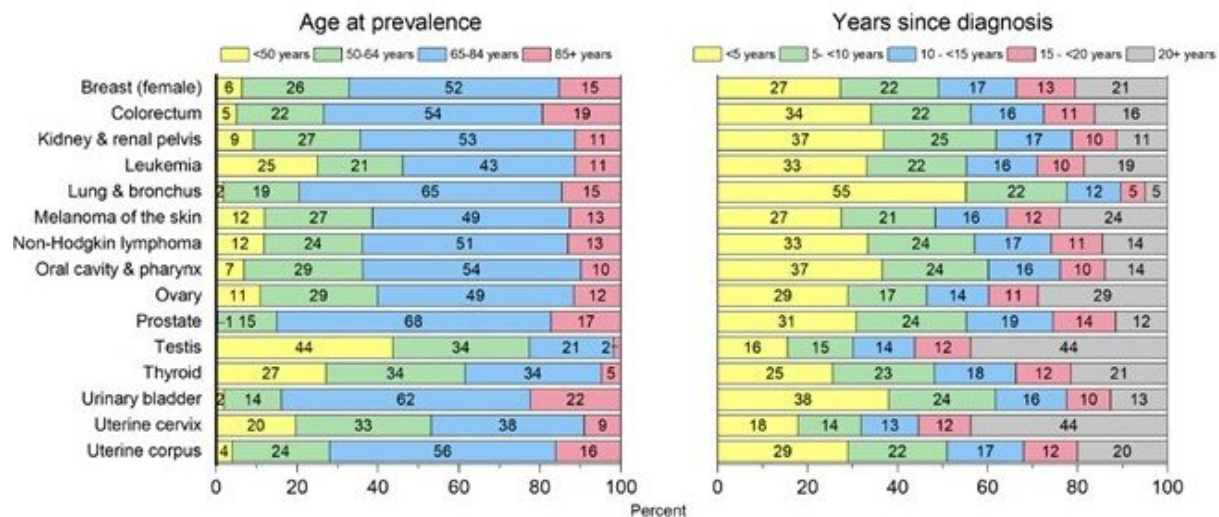 Age at prevalence
Years since diagnosis
<50 years 50-64 years 65-84 years 85+ years
<5 years 5- <10 years 10 - <15 years 15 - <20 years 20+ years
Breast (female) 6 26 52 15 27 22 17 13 21
Colorectum 5 22 54 19 34 22 16 11 16
Kidney & renal pelvis 9 27 53 11 37 25 17 10 11
Leukemia 25 21 43 11 33 22 16 10 19
Lung & bronchus 2 19 65 15 55 22 12 5 5
Melanoma of the skin 12 27 49 13 27 21 16 12 24
Non-Hodgkin lymphoma 12 24 51 13 33 24 17 11 14
Oral cavity & pharynx 7 29 54 10 37 24 16 10 14
Ovary 11 29 49 12 29 17 14 11 29
Prostate 1 15 68 17 31 24 19 14 12
Testis 44 34 21 2 16 15 14 12 44
Thyroid 27 34 34 5 25 23 18 12 21
Urinary bladder 2 14 62 22 38 24 16 10 13
Uterine cervix 20 33 38 9 18 14 13 12 44
Uterine corpus 4 24 56 16 29 22 17 12 20
0 20 40 60 80 100 0 20 40 60 80 100
Percent